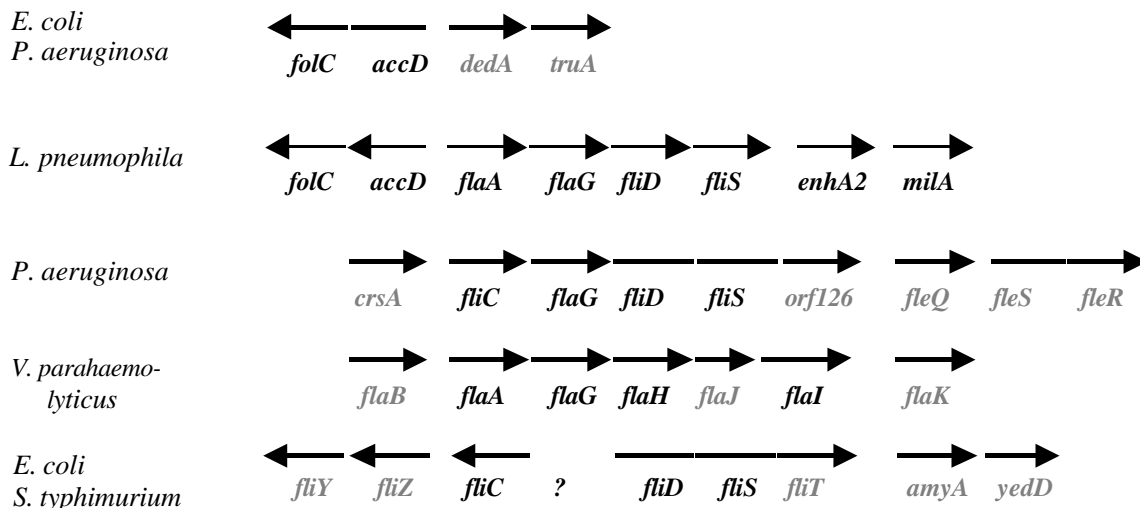 E. coli
P. aeruginosa
folC accD dedA truA
L. pneumophila
folC accD flaA flaG fliD fliS enhA2 milA
P. aeruginosa
crsA fliC flaG fliD fliS orf126 fleQ fleS fleR
V. parahaemo-
lyticus
flaB flaA flaG flaH flaJ flaI flaK
E. coli
S. typhimurium
fliY fliZ fliC ? fliD fliS fliT amyA yedD